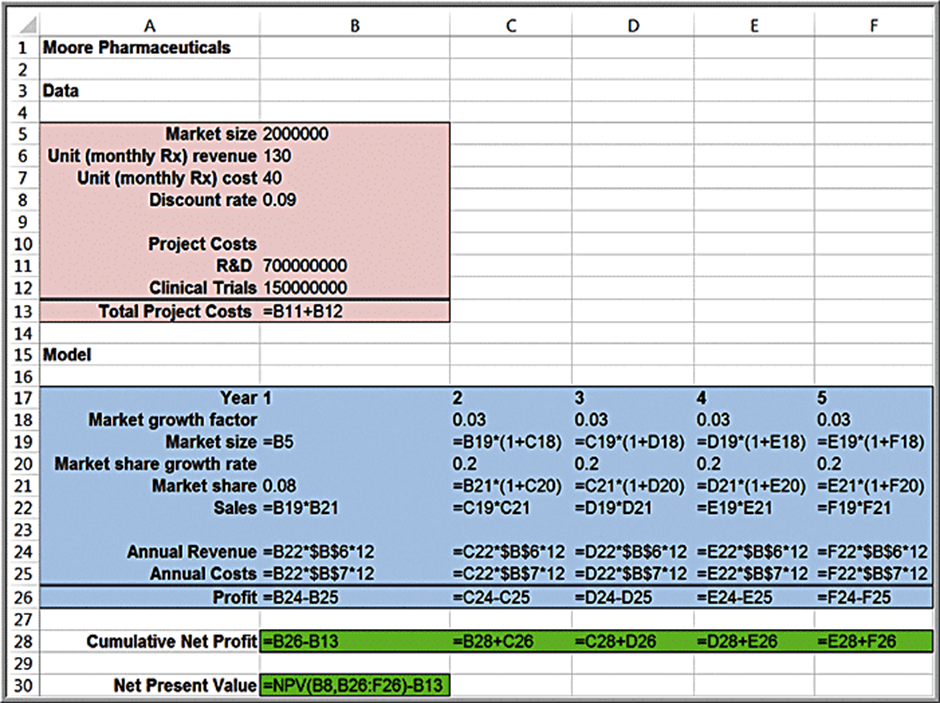 A B C D E F
1 Moore Pharmaceuticals
2
3 Data
4
5 Market size 2000000
6 Unit (monthly Rx) revenue 130
7 Unit (monthly Rx) cost 40
8 Discount rate 0.09
9
10 Project Costs
11 R&D 700000000
12 Clinical Trials 150000000
13 Total Project Costs =B11+B12
14
15 Model
16
17 Year 1 2 3 4 5
18 Market growth factor 0.03 0.03 0.03 0.03
19 Market size =B5 =B19*(1+C18) =C19*(1+D18) =D19*(1+E18) =E19*(1+F18)
20 Market share growth rate 0.2 0.2 0.2 0.2
21 Market share 0.08 =B21*(1+C20) =C21*(1+D20) =D21*(1+E20) =E21*(1+F20)
22 Sales =B19*B21 =C19*C21 =D19*D21 =E19*E21 =F19*F21
23
24 Annual Revenue =B22*$B$6*12 =C22*$B$6*12 =D22*$B$6*12 =E22*$B$6*12 =F22*$B$6*12
25 Annual Costs =B22*$B$7*12 =C22*$B$7*12 =D22*$B$7*12 =E22*$B$7*12 =F22*$B$7*12
26 Profit =B24-B25 =C24-C25 =D24-D25 =E24-E25 =F24-F25
27
28 Cumulative Net Profit =B26-B13 =B28+C26 =C28+D26 =D28+E26 =E28+F26
29
30 Net Present Value =NPV(B8,B26:F26)-B13